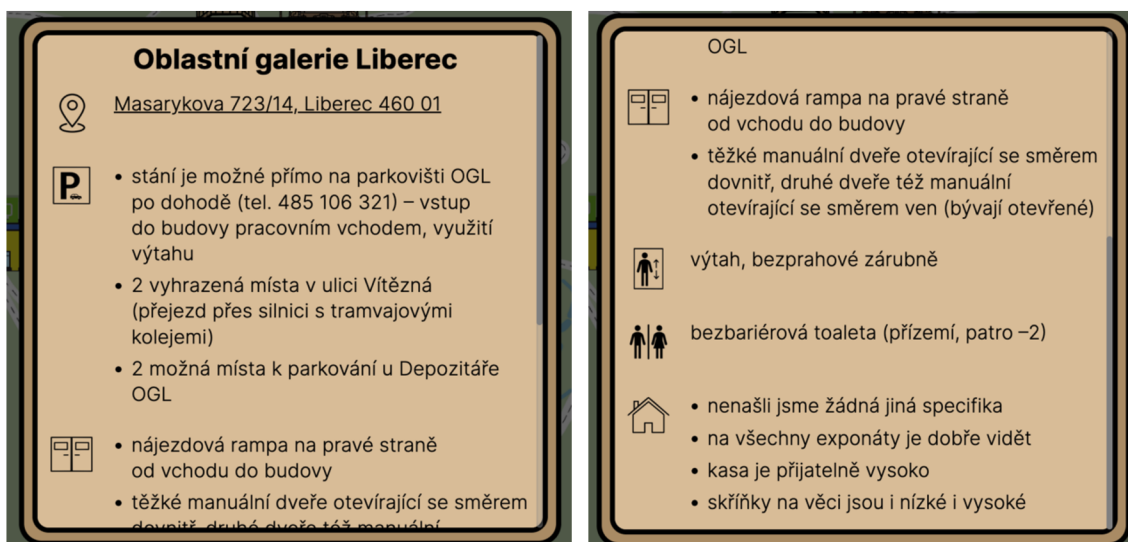 Oblastní galerie Liberec
Masarykova 723/14, Liberec 460 01
P
• stání je možné přímo na parkovišti OGL
po dohodě (tel. 485 106 321) – vstup
do budovy pracovním vchodem, využití
výtahu
• 2 vyhrazená místa v ulici Vítězná
(přejezd přes silnici s tramvajovými
kolejemi)
• 2 možná místa k parkování u Depozitáře
OGL
• nájezdová rampa na pravé straně
od vchodu do budovy
• těžké manuální dveře otevírající se směrem
dovnitř, druhé dveře též manuální
OGL
• nájezdová rampa na pravé straně
od vchodu do budovy
• těžké manuální dveře otevírající se směrem
dovnitř, druhé dveře též manuální
otevírající se směrem ven (bývají otevřené)
výtah, bezprahové zárubně
bezbariérová toaleta (přízemí, patro –2)
• nenašli jsme žádná jiná specifika
• na všechny exponáty je dobře vidět
• kasa je přijatelně vysoko
• skříňky na věci jsou i nízké i vysoké